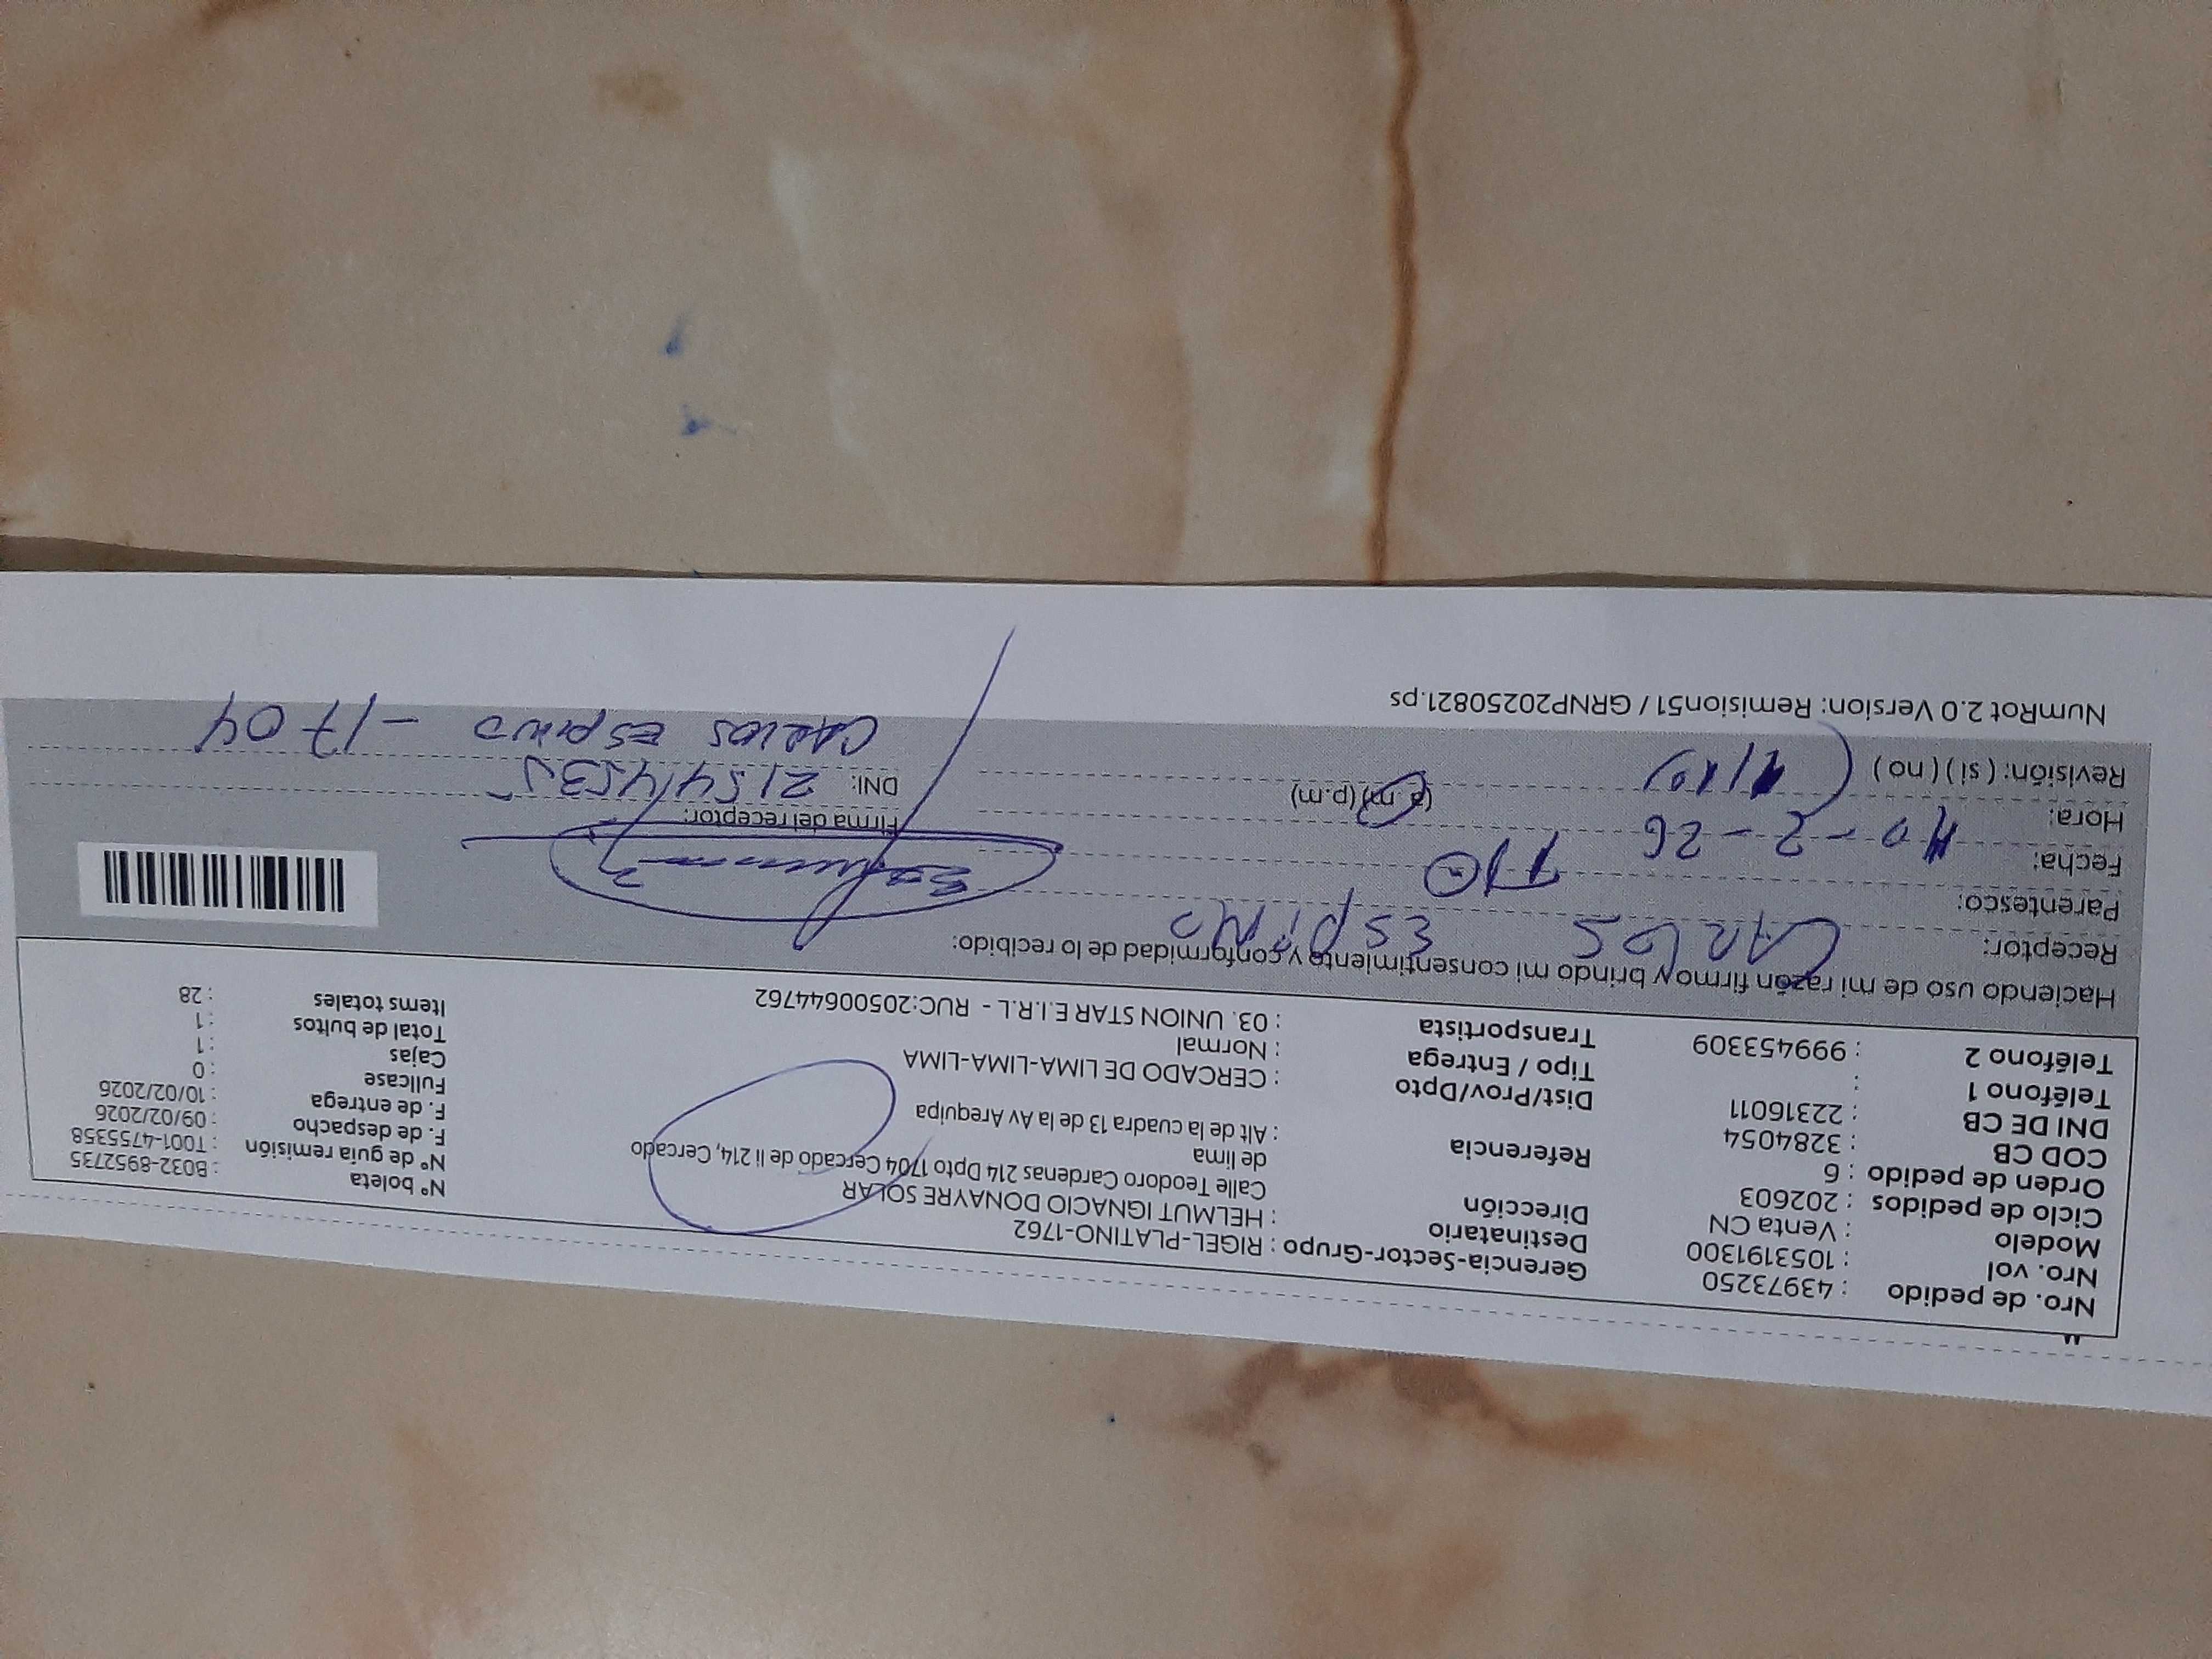 Nro. de pedido : 43973250
Nro. vol : 1053191300
Modelo : Venta CN
Ciclo de pedidos : 202603
Orden de pedido : 6
COD CB : 3284054
DNI DE CB : 22316011
Teléfono 1 :
Teléfono 2 : 999453309
Gerencia-Sector-Grupo : RIGEL-PLATINO-1762
Destinatario : HELMUT IGNACIO DONAYRE SOLAR
Dirección Calle Teodoro Cardenas 214 Dpto 1704 Cercado de li 214, Cercado
de lima
Referencia : Alt de la cuadra 13 de la Av Arequipa
Dist/Prov/Dpto : CERCADO DE LIMA-LIMA-LIMA
Tipo / Entrega : Normal
Transportista : 03. UNION STAR E.I.R.L - RUC:20500644762
N° boleta : B032-8952735
N° de guía remisión : T001-4755358
F. de despacho : 09/02/2026
F. de entrega : 10/02/2026
Fullcase : 0
Cajas : 1
Total de bultos : 1
Items totales : 28
Haciendo uso de mi razón firmo y brindo mi consentimiento y conformidad de lo recibido:
Receptor: CARLOS ESPINO
Parentesco: TIO
Fecha: 10-2-26
Hora: (a.m) (p.m)
Revisión: ( si ) ( no )
Firma del receptor:
DNI:
CARLOS ESPINO - 1704
NumRot 2.0 Version: Remision51 / GRNP20250821.ps